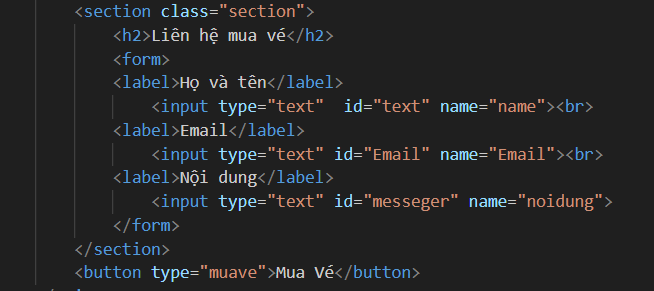 <section class="section">
<h2>Liên hệ mua vé</h2>
<form>
<label>Họ và tên</label>
<input type="text"  id="text" name="name"><br>
<label>Email</label>
<input type="text" id="Email" name="Email"><br>
<label>Nội dung</label>
<input type="text" id="messeger" name="noidung">
</form>
</section>
<button type="muave">Mua Vé</button>